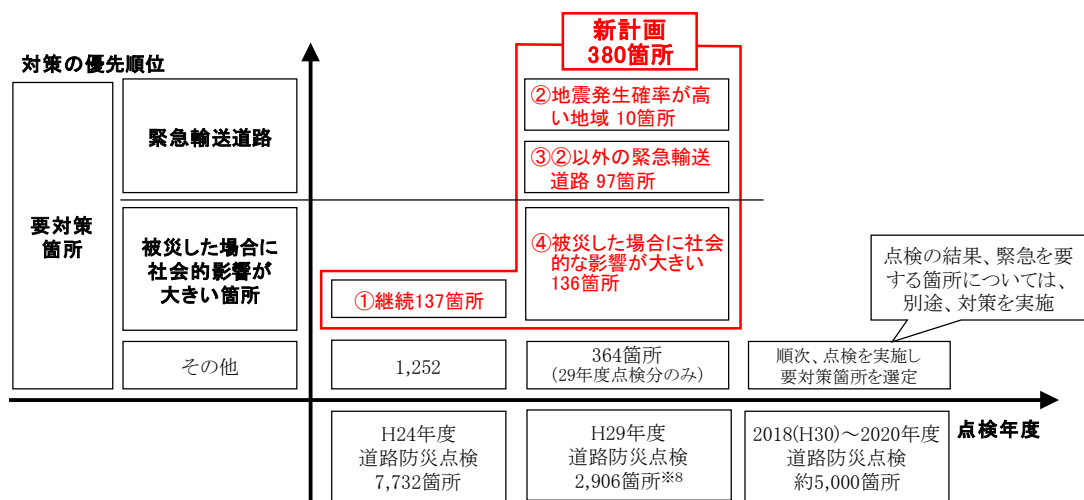 新計画
380箇所
対策の優先順位
要対策
箇所
緊急輸送道路
②地震発生確率が高
い地域 10箇所
③②以外の緊急輸送
道路 97箇所
被災した場合に
社会的影響が
大きい箇所
①継続137箇所
④被災した場合に社会
的な影響が大きい
136箇所
点検の結果、緊急を要
する箇所については、
別途、対策を実施
その他
1,252
364箇所
(29年度点検分のみ)
順次、点検を実施し
要対策箇所を選定
点検年度
H24年度
道路防災点検
7,732箇所
H29年度
道路防災点検
2,906箇所※8
2018(H30)～2020年度
道路防災点検
約5,000箇所